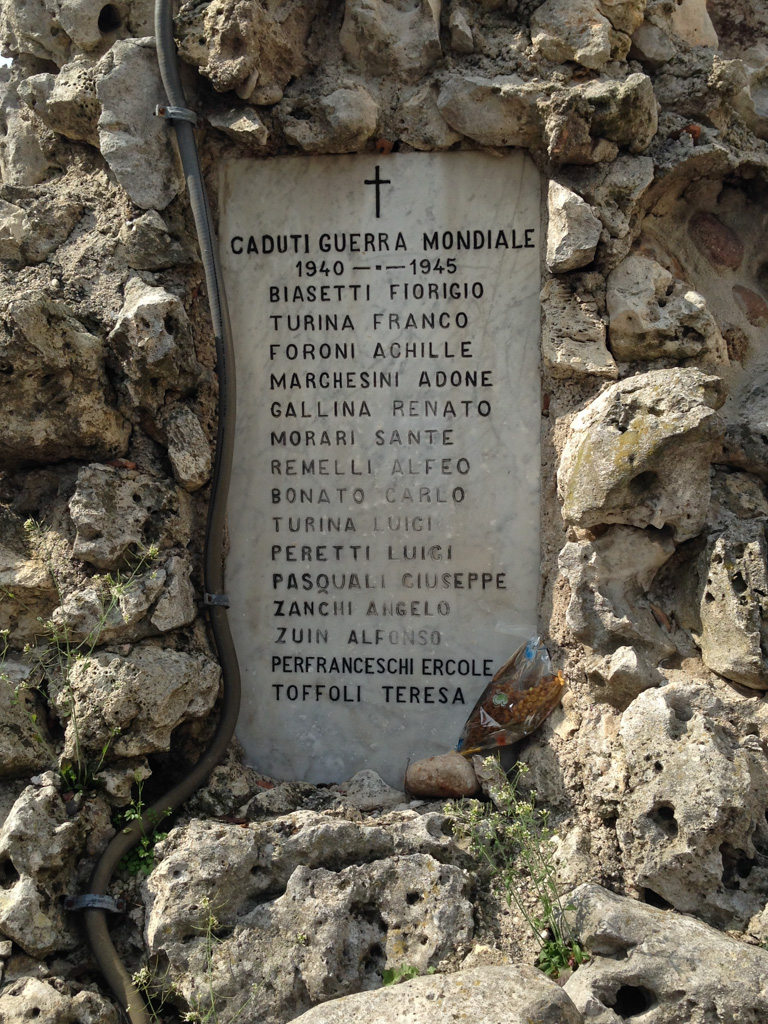 CADUTI GUERRA MONDIALE
1940 —·— 1945
BIASETTI FIORIGIO
TURINA FRANCO
FORONI ACHILLE
MARCHESINI ADONE
GALLINA RENATO
MORARI SANTE
REMELLI ALFEO
BONATO CARLO
TURINA LUIGI
PERETTI LUIGI
PASQUALI GIUSEPPE
ZANCHI ANGELO
ZUIN ALFONSO
PERFRANCESCHI ERCOLE
TOFFOLI TERESA